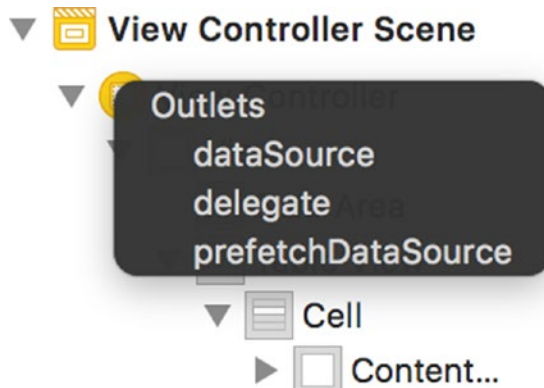 View Controller Scene
Outlets
dataSource
delegate
prefetchDataSource
Cell
Content...